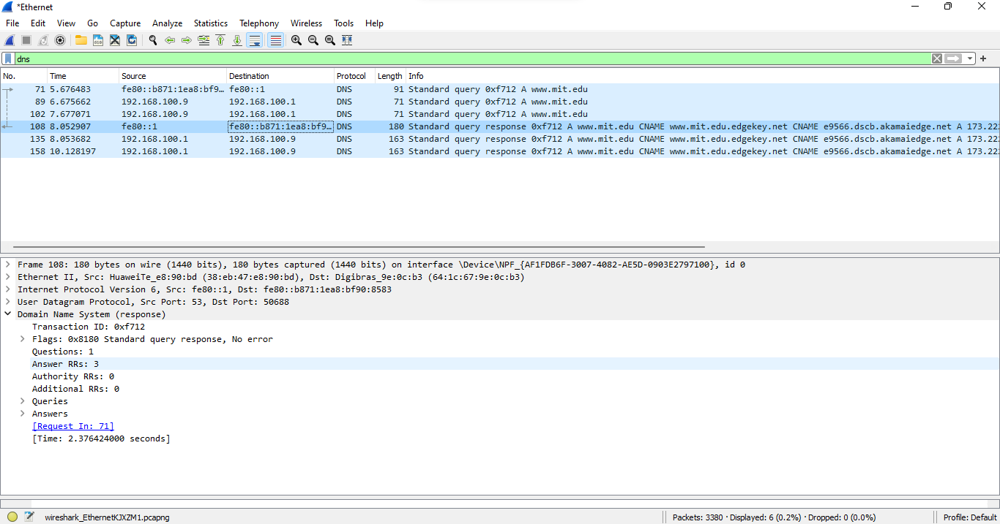 *Ethernet
File Edit View Go Capture Analyze Statistics Telephony Wireless Tools Help
dns
No. Time Source Destination Protocol Length Info
71 5.676483 fe80::b871:1ea8:bf9… fe80::1 DNS 91 Standard query 0xf712 A www.mit.edu
89 6.675662 192.168.100.9 192.168.100.1 DNS 71 Standard query 0xf712 A www.mit.edu
102 7.677071 192.168.100.9 192.168.100.1 DNS 71 Standard query 0xf712 A www.mit.edu
108 8.052907 fe80::1 fe80::b871:1ea8:bf9… DNS 180 Standard query response 0xf712 A www.mit.edu CNAME www.mit.edu.edgekey.net CNAME e9566.dscb.akamaiedge.net A 173.22
135 8.053682 192.168.100.1 192.168.100.9 DNS 163 Standard query response 0xf712 A www.mit.edu CNAME www.mit.edu.edgekey.net CNAME e9566.dscb.akamaiedge.net A 173.22
158 10.128197 192.168.100.1 192.168.100.9 DNS 163 Standard query response 0xf712 A www.mit.edu CNAME www.mit.edu.edgekey.net CNAME e9566.dscb.akamaiedge.net A 173.22
Frame 108: 180 bytes on wire (1440 bits), 180 bytes captured (1440 bits) on interface \Device\NPF_{AF1FDB6F-3007-4082-AE5D-0903E2797100}, id 0
Ethernet II, Src: HuaweiTe_e8:90:bd (38:eb:47:e8:90:bd), Dst: Digibras_9e:0c:b3 (64:1c:67:9e:0c:b3)
Internet Protocol Version 6, Src: fe80::1, Dst: fe80::b871:1ea8:bf90:8583
User Datagram Protocol, Src Port: 53, Dst Port: 50688
Domain Name System (response)
Transaction ID: 0xf712
Flags: 0x8180 Standard query response, No error
Questions: 1
Answer RRs: 3
Authority RRs: 0
Additional RRs: 0
Queries
Answers
[Request In: 71]
[Time: 2.376424000 seconds]
wireshark_EthernetKJXZM1.pcapng Packets: 3380 · Displayed: 6 (0.2%) · Dropped: 0 (0.0%) Profile: Default